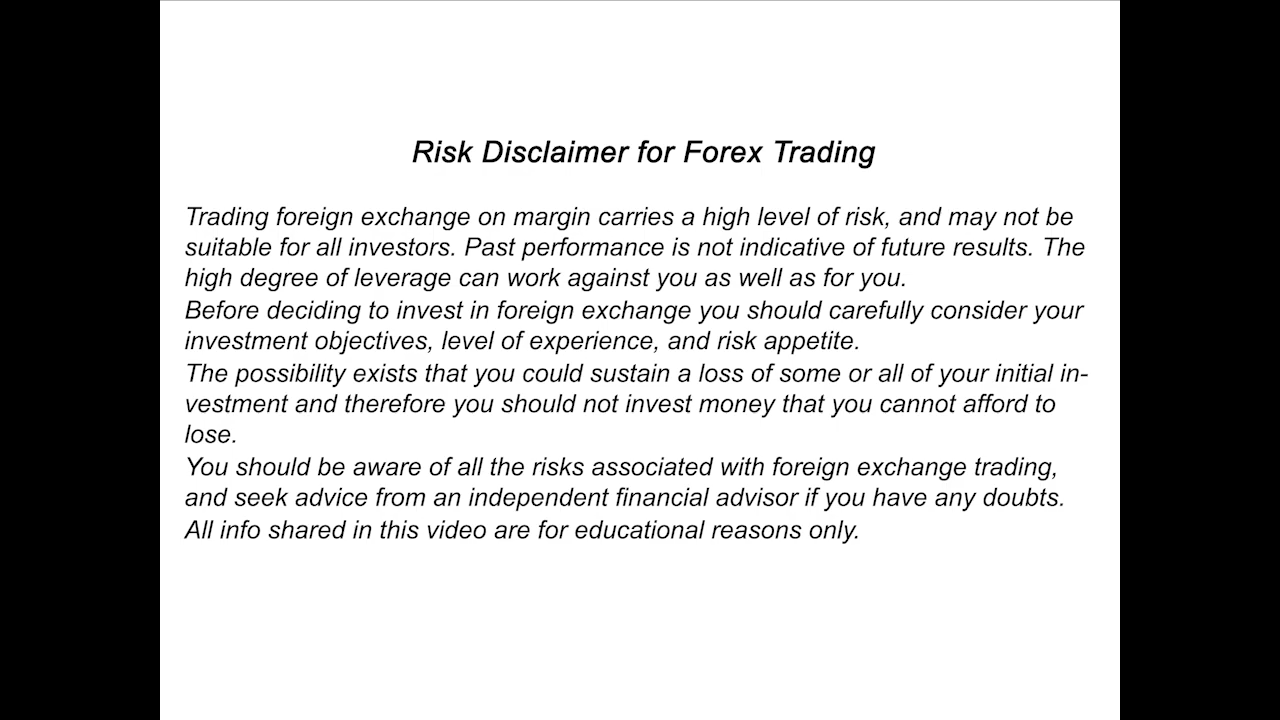 Risk Disclaimer for Forex Trading
Trading foreign exchange on margin carries a high level of risk, and may not be
suitable for all investors. Past performance is not indicative of future results. The
high degree of leverage can work against you as well as for you.
Before deciding to invest in foreign exchange you should carefully consider your
investment objectives, level of experience, and risk appetite.
The possibility exists that you could sustain a loss of some or all of your initial in-
vestment and therefore you should not invest money that you cannot afford to
lose.
You should be aware of all the risks associated with foreign exchange trading,
and seek advice from an independent financial advisor if you have any doubts.
All info shared in this video are for educational reasons only.